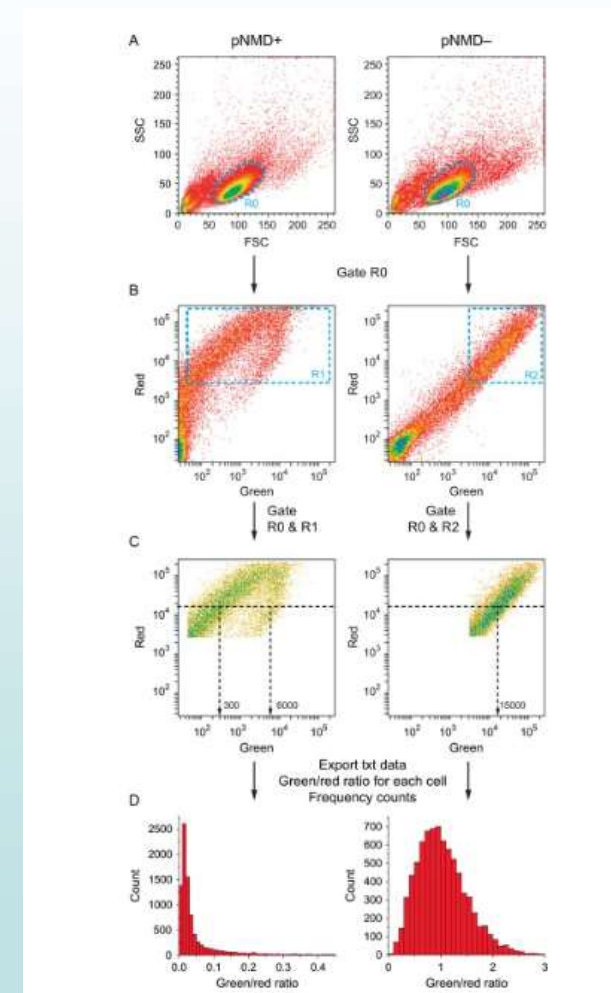 A pNMD+ pNMD–
250
200
150
100
50
0
SSC
R0
0 50 100 150 200 250
FSC
250
200
150
100
50
0
SSC
R0
0 50 100 150 200 250
FSC
Gate R0
B
10⁵
10⁴
10³
10²
Red
R1
10² 10³ 10⁴ 10⁵
Green
10⁵
10⁴
10³
10²
Red
R2
10² 10³ 10⁴ 10⁵
Green
Gate
R0 & R1
Gate
R0 & R2
C
10⁵
10⁴
10³
10²
Red
300 6000
10² 10³ 10⁴ 10⁵
Green
10⁵
10⁴
10³
10²
Red
15000
10² 10³ 10⁴ 10⁵
Green
Export txt data
Green/red ratio for each cell
Frequency counts
D
2500
2000
1500
1000
500
0
Count
0.0 0.1 0.2 0.3 0.4
Green/red ratio
700
600
500
400
300
200
100
0
Count
0 1 2 3
Green/red ratio